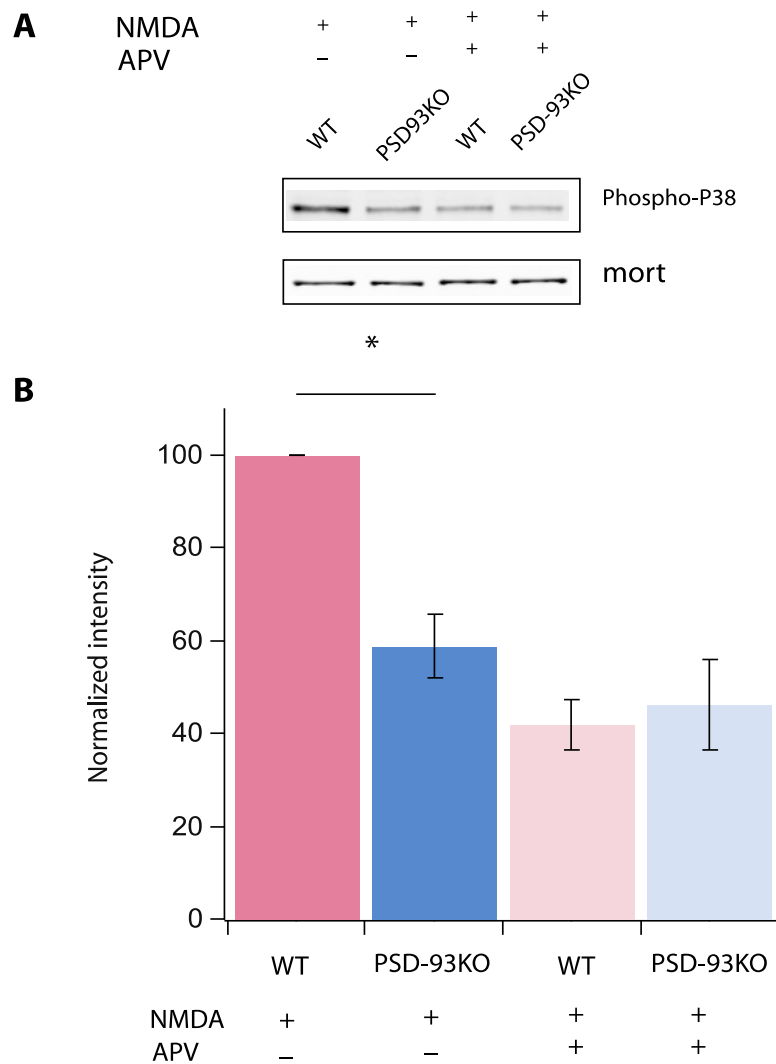 A
NMDA + + + +
APV – – + +
WT PSD93KO WT PSD-93KO
Phospho-P38
mort
*
B
Normalized intensity
100
80
60
40
20
0
WT PSD-93KO WT PSD-93KO
NMDA + + + +
APV – – + +